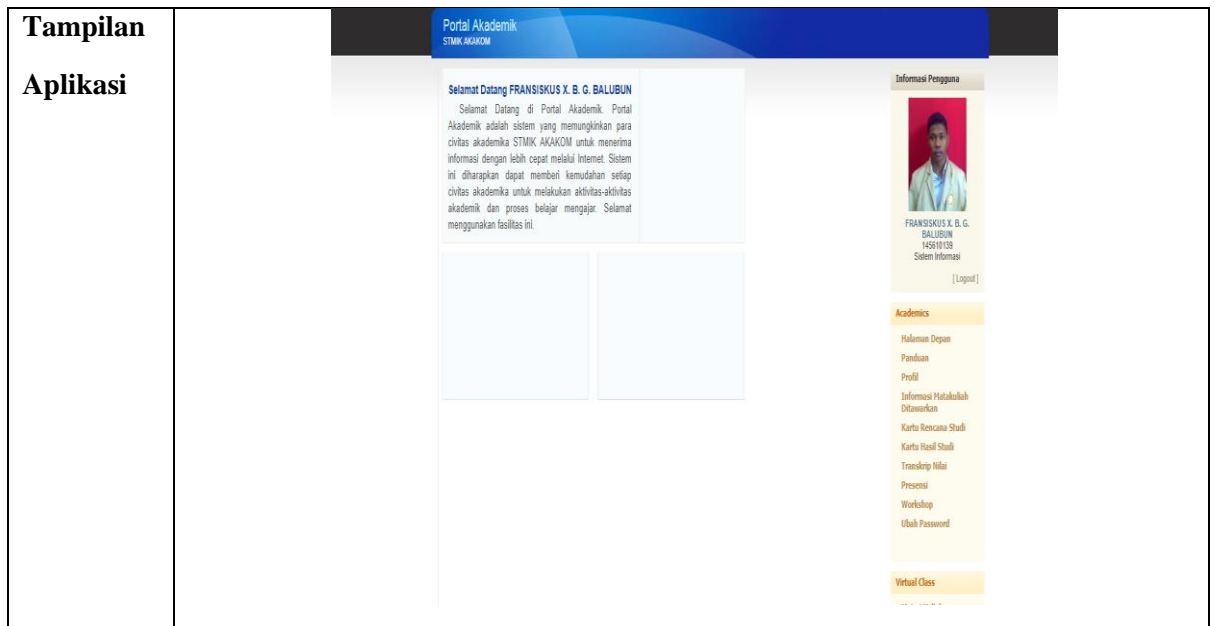 Tampilan
Aplikasi
Portal Akademik
STMIK AKAKOM
Selamat Datang FRANSISKUS X. B. G. BALUBUN
Selamat Datang di Portal Akademik. Portal
Akademik adalah sistem yang memungkinkan para
civitas akademika STMIK AKAKOM untuk menerima
informasi dengan lebih cepat melalui Internet. Sistem
ini diharapkan dapat memberi kemudahan setiap
civitas akademika untuk melakukan aktivitas-aktivitas
akademik dan proses belajar mengajar. Selamat
menggunakan fasilitas ini.
Informasi Pengguna
FRANSISKUS X. B. G.
BALUBUN
145610139
Sistem Informasi
[ Logout ]
Academics
Halaman Depan
Panduan
Profil
Informasi Matakuliah
Ditawarkan
Kartu Rencana Studi
Kartu Hasil Studi
Transkrip Nilai
Presensi
Workshop
Ubah Password
Virtual Class